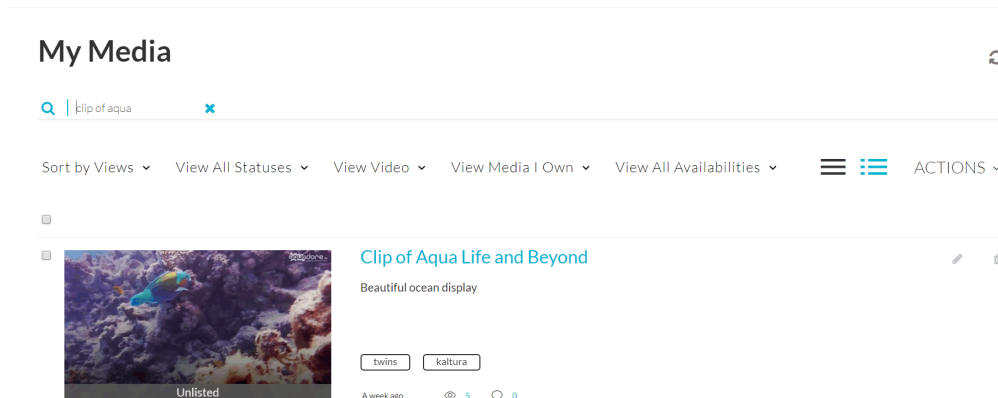 My Media
clip of aqua
Sort by Views View All Statuses View Video View Media I Own View All Availabilities ACTIONS
aquadore
Clip of Aqua Life and Beyond
Beautiful ocean display
twins kaltura
Unlisted
A week ago 5 0